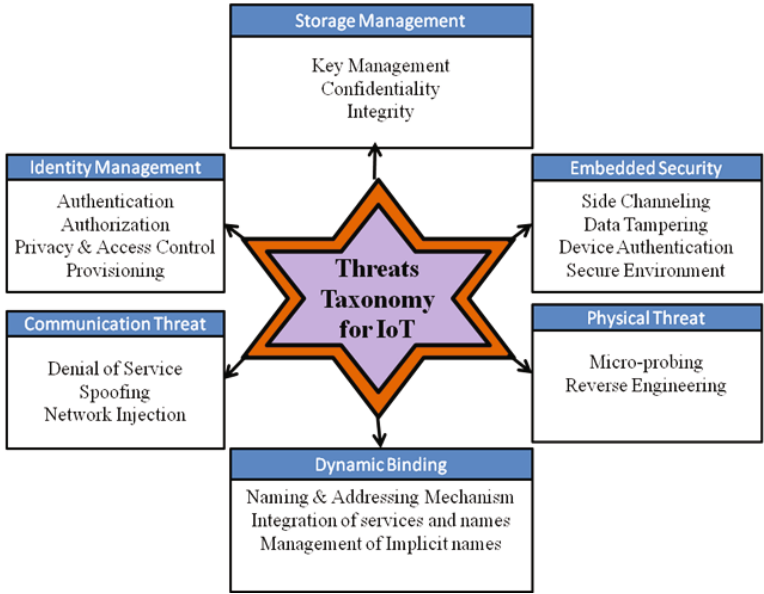 Storage Management
Key Management
Confidentiality
Integrity
Identity Management
Authentication
Authorization
Privacy & Access Control
Provisioning
Embedded Security
Side Channeling
Data Tampering
Device Authentication
Secure Environment
Threats
Taxonomy
for IoT
Communication Threat
Denial of Service
Spoofing
Network Injection
Physical Threat
Micro-probing
Reverse Engineering
Dynamic Binding
Naming & Addressing Mechanism
Integration of services and names
Management of Implicit names